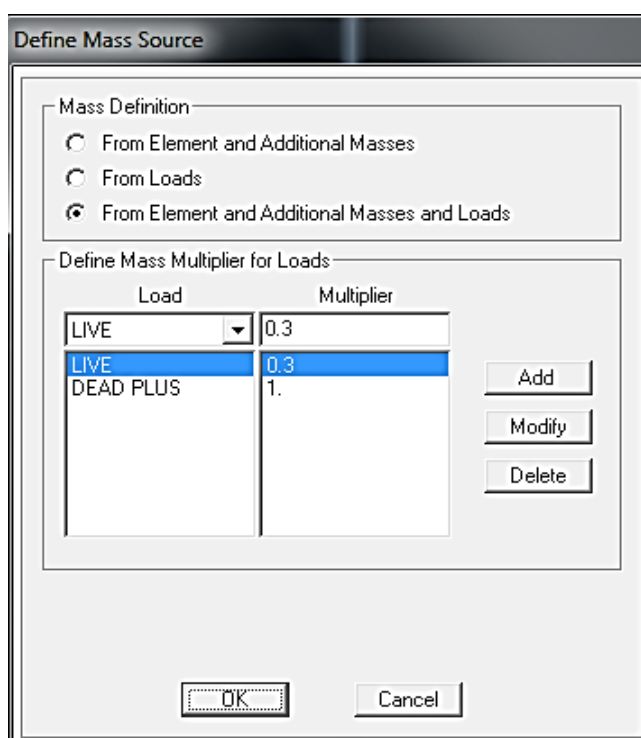 Define Mass Source
Mass Definition
From Element and Additional Masses
From Loads
From Element and Additional Masses and Loads
Define Mass Multiplier for Loads
Load Multiplier
LIVE 0.3
LIVE 0.3
DEAD PLUS 1.
Add
Modify
Delete
OK Cancel